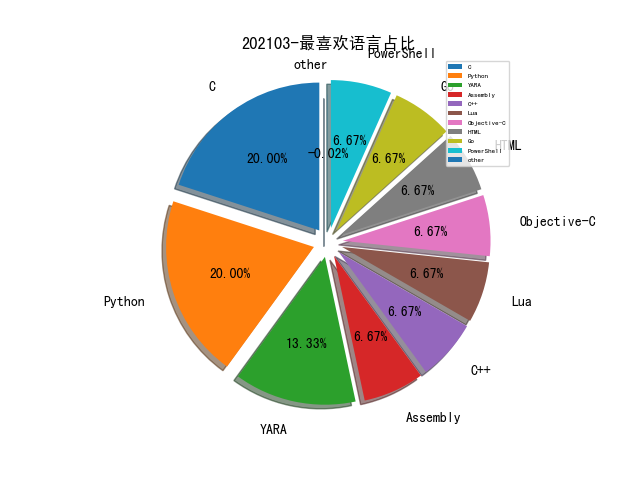 202103-最喜欢语言占比
PowerShell
other
C
G
HTML
Objective-C
Lua
C++
Assembly
YARA
Python
20.00%
20.00%
13.33%
6.67%
6.67%
6.67%
6.67%
6.67%
6.67%
6.67%
-0.02%
C
Python
YARA
Assembly
C++
Lua
Objective-C
HTML
Go
PowerShell
other